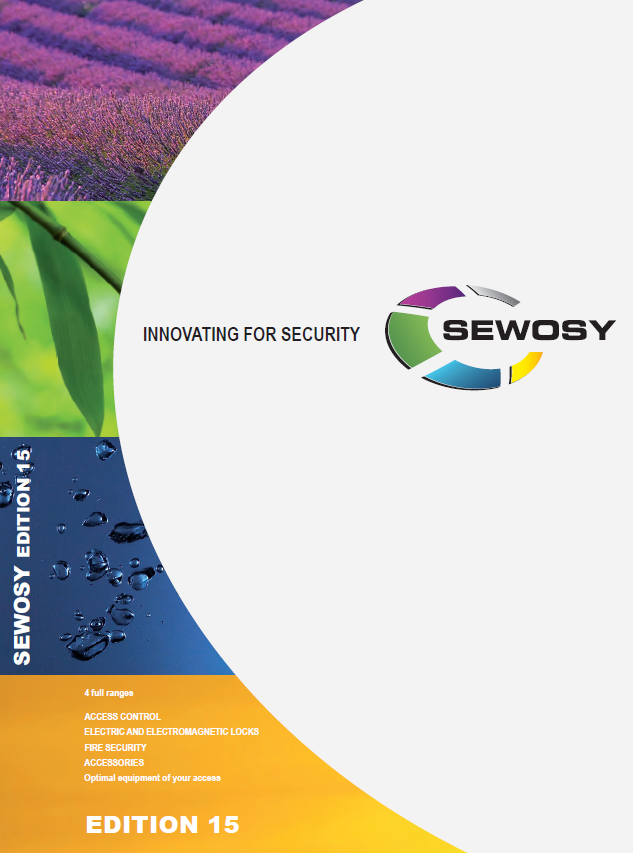 INNOVATING FOR SECURITY
SEWOSY
SEWOSY EDITION 15
4 full ranges
ACCESS CONTROL
ELECTRIC AND ELECTROMAGNETIC LOCKS
FIRE SECURITY
ACCESSORIES
Optimal equipment of your access
EDITION 15